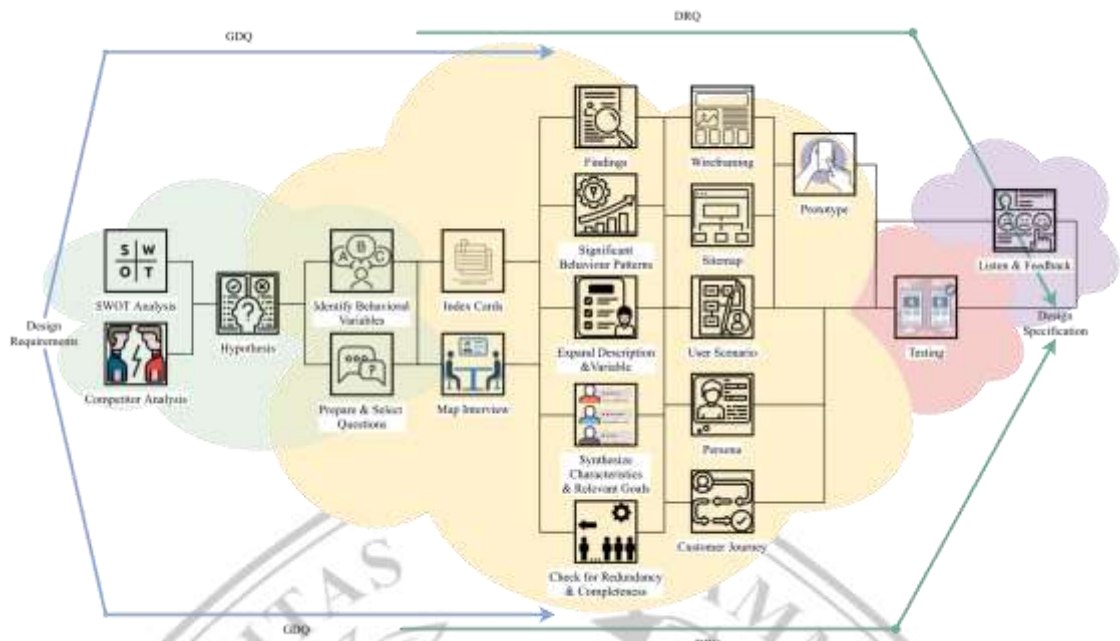 DRQ
GDQ
Findings
Wireframing
Prototype
S W
O T
A B C
SWOT Analysis
Identify Behavioral
Variables
Index Cards
Significant
Behaviour Patterns
Sitemap
Listen & Feedback
Design
Requirements
Hypothesis
Expand Description
&Variable
User Scenario
Testing
Design
Specification
Competitor Analysis
Prepare & Select
Questions
Map Interview
Synthesize
Characteristics
& Relevant Goals
Persona
Customer Journey
Check for Redundancy
& Completeness
TAS
GDQ